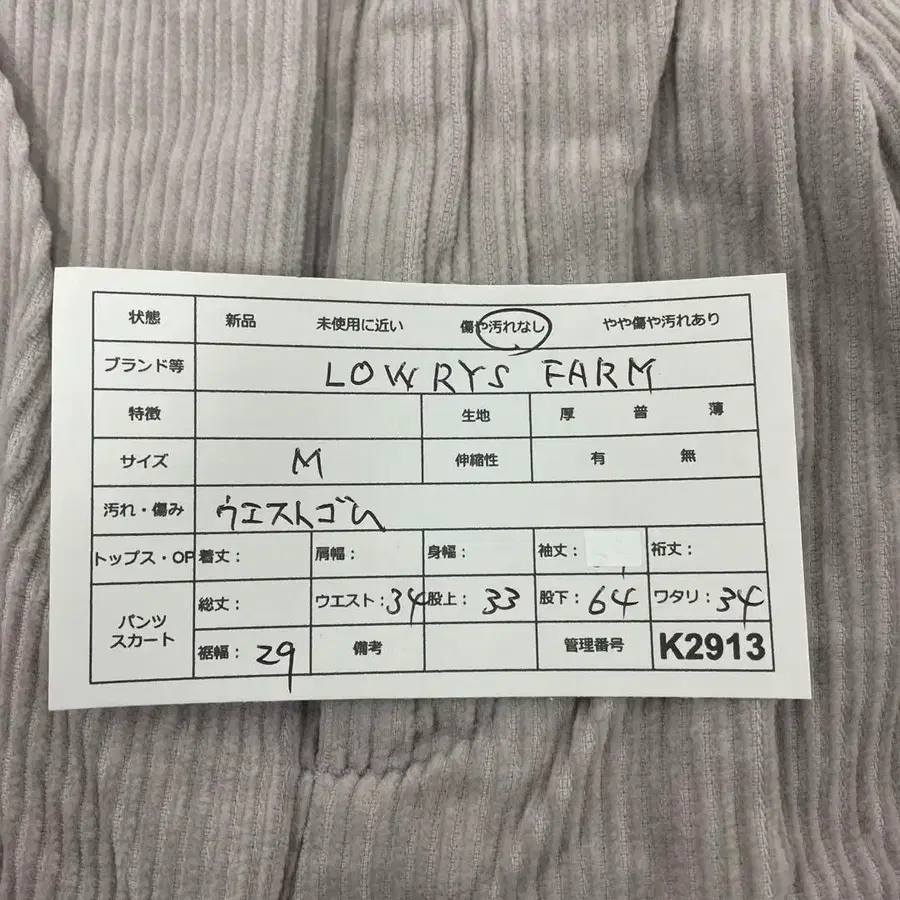 状態 新品 未使用に近い 傷や汚れなし やや傷や汚れあり
ブランド等 LOWRYS FARM
特徴 生地 厚 普 薄
サイズ M 伸縮性 有 無
汚れ・傷み ウエストゴム
トップス・OP 着丈: 肩幅: 身幅: 袖丈: 裄丈:
パンツ スカート 総丈: ウエスト:34 股上:33 股下:64 ワタリ:34
裾幅:29 備考 管理番号 K2913